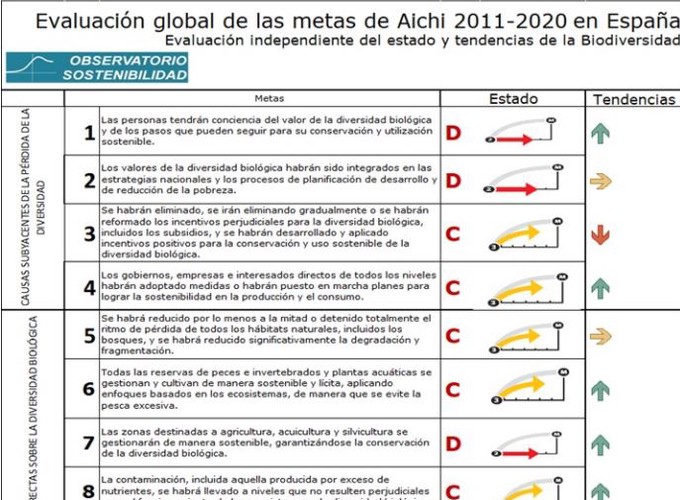 Evaluación global de las metas de Aichi 2011-2020 en España
Evaluación independiente del estado y tendencias de la Biodiversidad
OBSERVATORIO
SOSTENIBILIDAD
Metas
Estado
Tendencias
CAUSAS SUBYACENTES DE LA PÉRDIDA DE LA
DIVERSIDAD
1
Las personas tendrán conciencia del valor de la diversidad biológica
y de los pasos que pueden seguir para su conservación y utilización
sostenible.
D
2
Los valores de la diversidad biológica habrán sido integrados en las
estrategias nacionales y los procesos de planificación de desarrollo y
de reducción de la pobreza.
D
3
Se habrán eliminado, se irán eliminando gradualmente o se habrán
reformado los incentivos perjudiciales para la diversidad biológica,
incluidos los subsidios, y se habrán desarrollado y aplicado
incentivos positivos para la conservación y uso sostenible de la
diversidad biológica.
C
4
Los gobiernos, empresas e interesados directos de todos los niveles
habrán adoptado medidas o habrán puesto en marcha planes para
lograr la sostenibilidad en la producción y el consumo.
C
RECTAS SOBRE LA DIVERSIDAD BIOLÓGICA
5
Se habrá reducido por lo menos a la mitad o detenido totalmente el
ritmo de pérdida de todos los hábitats naturales, incluidos los
bosques, y se habrá reducido significativamente la degradación y
fragmentación.
C
6
Todas las reservas de peces e invertebrados y plantas acuáticas se
gestionan y cultivan de manera sostenible y lícita, aplicando
enfoques basados en los ecosistemas, de manera que se evite la
pesca excesiva.
C
7
Las zonas destinadas a agricultura, acuicultura y silvicultura se
gestionarán de manera sostenible, garantizándose la conservación
de la diversidad biológica.
D
8
La contaminación, incluida aquella producida por exceso de
nutrientes, se habrá llevado a niveles que no resulten perjudiciales
C